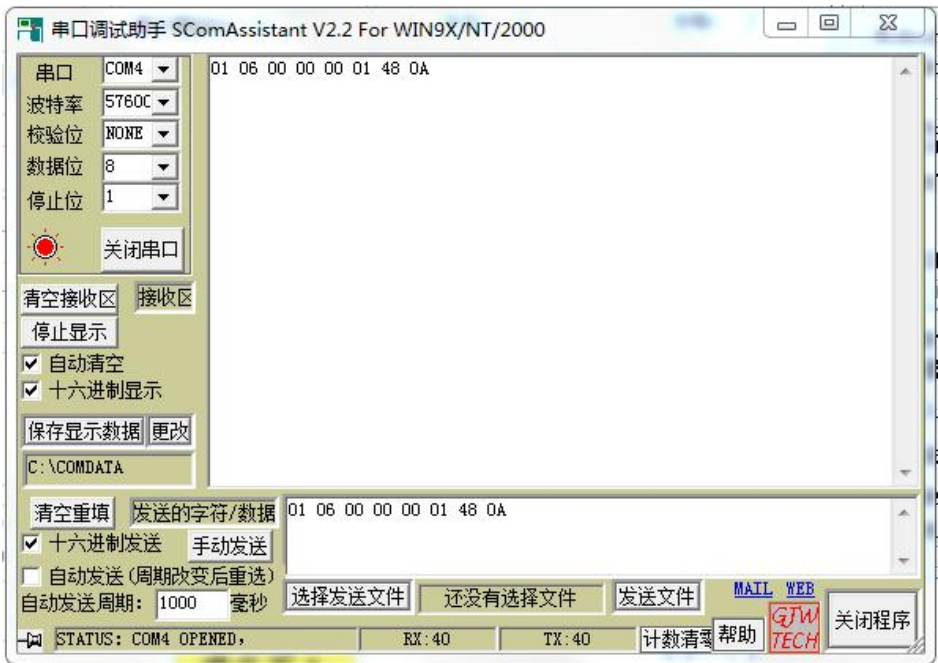 串口调试助手 SComAssistant V2.2 For WIN9X/NT/2000
串口 COM4
波特率 57600
校验位 NONE
数据位 8
停止位 1
关闭串口
清空接收区 接收区
停止显示
自动清空
十六进制显示
保存显示数据 更改
C:\COMDATA
01 06 00 00 00 01 48 0A
清空重填 发送的字符/数据 01 06 00 00 00 01 48 0A
十六进制发送 手动发送
自动发送(周期改变后重选)
自动发送周期: 1000 毫秒 选择发送文件 还没有选择文件 发送文件 MAIL WEB
GJW TECH 关闭程序
STATUS: COM4 OPENED, RX:40 TX:40 计数清零 帮助